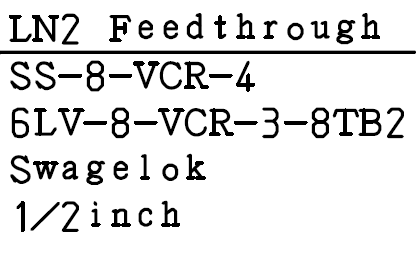 LN2 Feedthrough
SS-8-VCR-4
6LV-8-VCR-3-8TB2
Swagelok
1/2inch